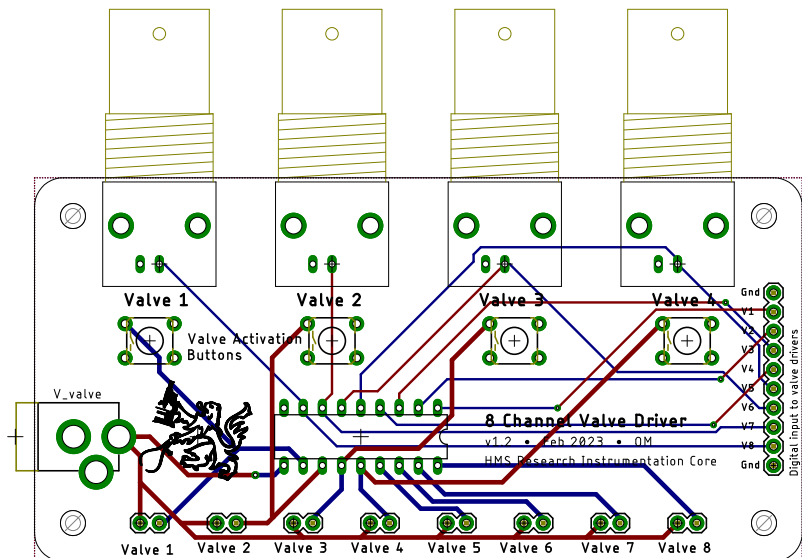 Valve 1
Valve 2
Valve 3
Valve 4
Gnd
V1
V2
V3
V4
V5
V6
V7
V8
Gnd
Digital input to valve drivers
Valve Activation
Buttons
V_valve
8 Channel Valve Driver
v1.2 • Feb 2023 • OM
HMS Research Instrumentation Core
Valve 1
Valve 2
Valve 3
Valve 4
Valve 5
Valve 6
Valve 7
Valve 8